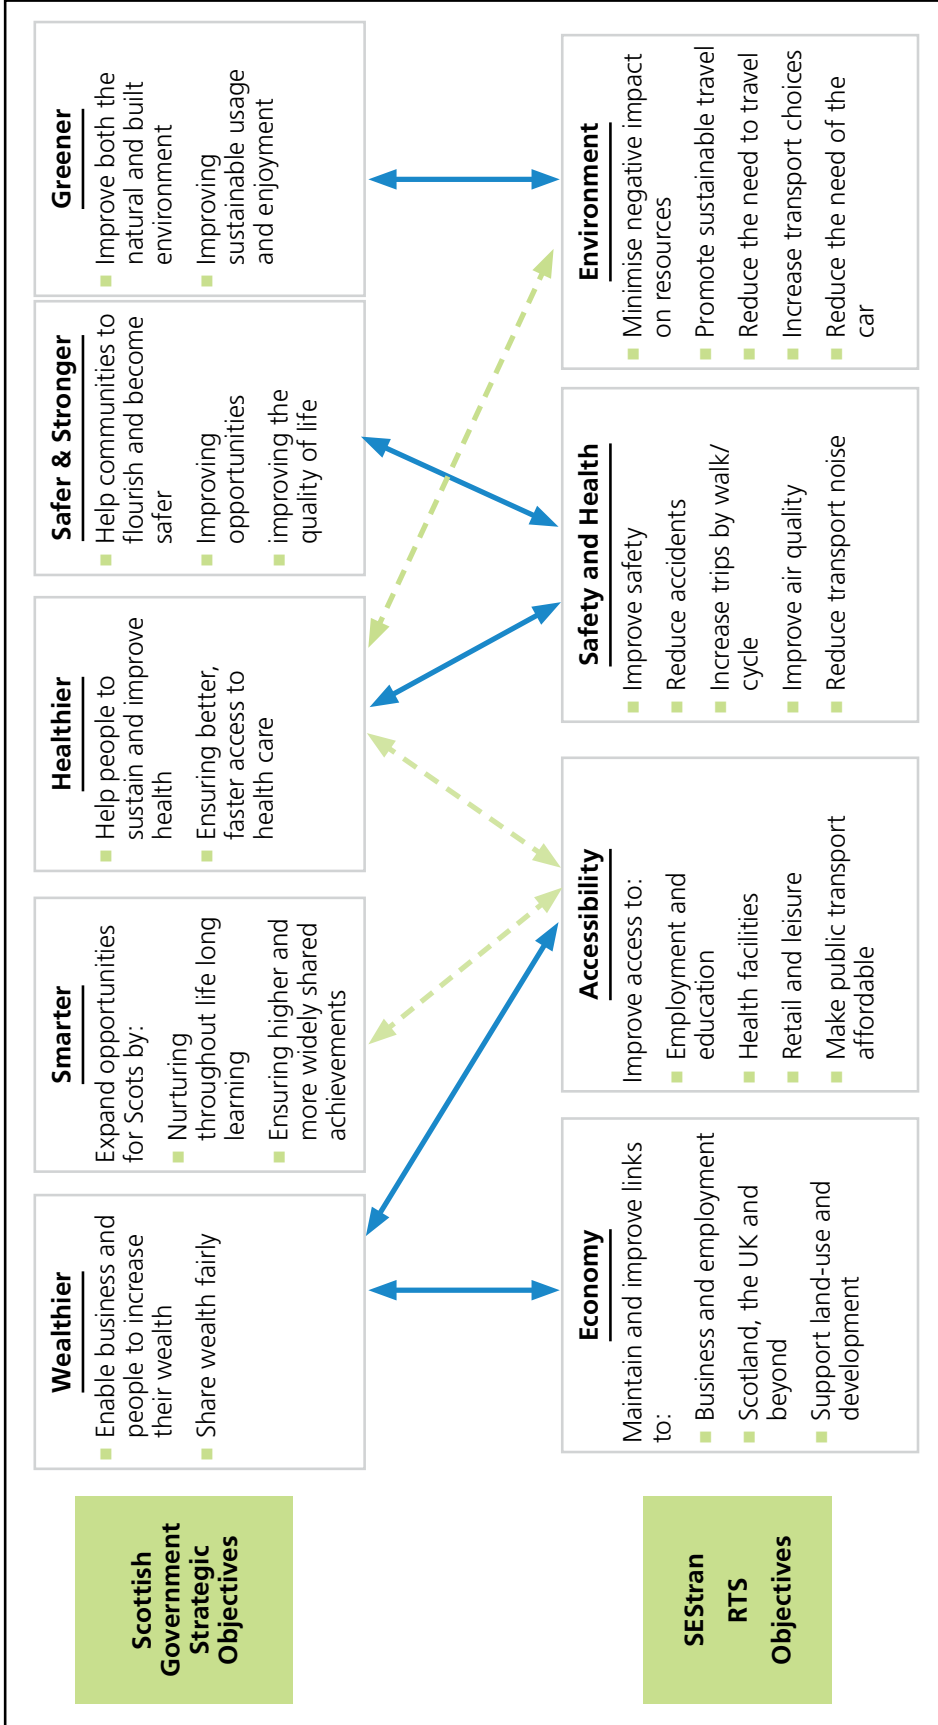 Scottish
Government
Strategic
Objectives
Wealthier
Enable business and
people to increase
their wealth
Share wealth fairly
Smarter
Expand opportunities
for Scots by:
Nurturing
throughout life long
learning
Ensuring higher and
more widely shared
achievements
Healthier
Help people to
sustain and improve
health
Ensuring better,
faster access to
health care
Safer & Stronger
Help communities to
flourish and become
safer
Improving
opportunities
improving the
quality of life
Greener
Improve both the
natural and built
environment
Improving
sustainable usage
and enjoyment
SEStran
RTS
Objectives
Economy
Maintain and improve links
to:
Business and employment
Scotland, the UK and
beyond
Support land-use and
development
Accessibility
Improve access to:
Employment and
education
Health facilities
Retail and leisure
Make public transport
affordable
Safety and Health
Improve safety
Reduce accidents
Increase trips by walk/
cycle
Improve air quality
Reduce transport noise
Environment
Minimise negative impact
on resources
Promote sustainable travel
Reduce the need to travel
Increase transport choices
Reduce the need of the
car